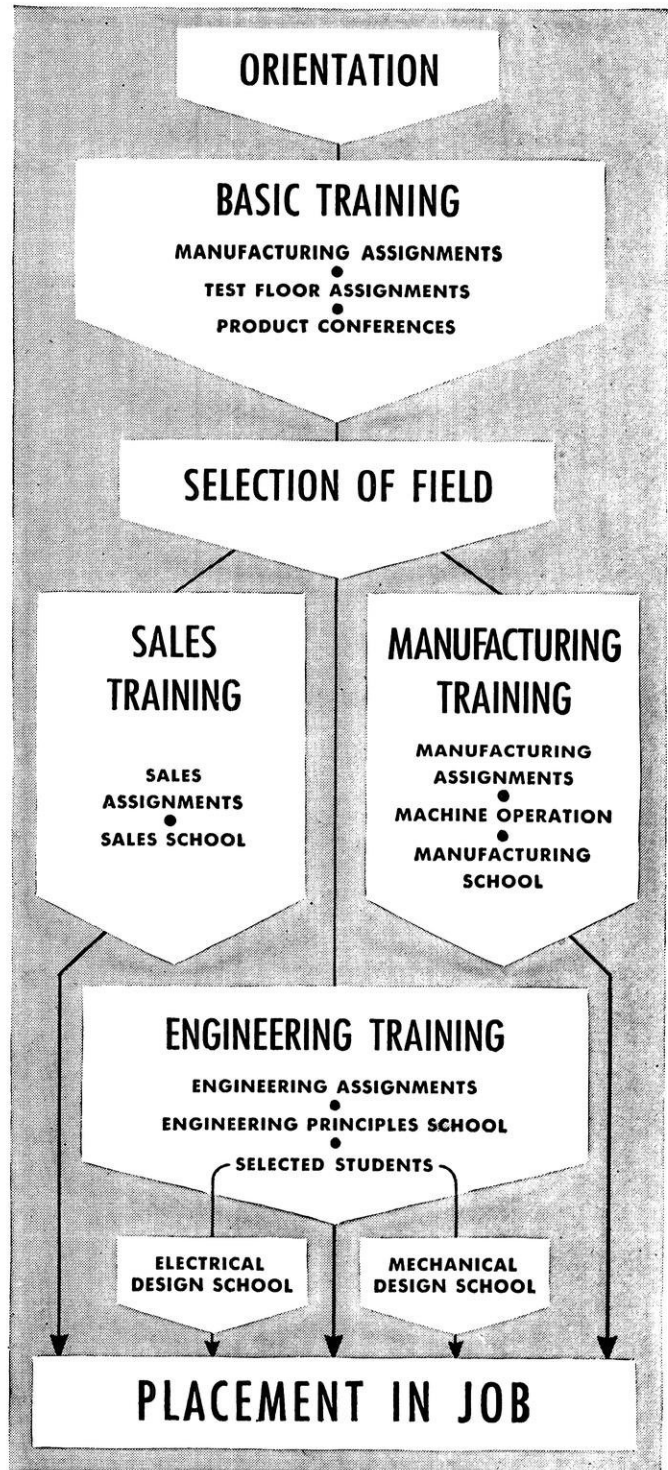 ORIENTATION
BASIC TRAINING
MANUFACTURING ASSIGNMENTS
TEST FLOOR ASSIGNMENTS
PRODUCT CONFERENCES
SELECTION OF FIELD
SALES
TRAINING
SALES
ASSIGNMENTS
SALES SCHOOL
MANUFACTURING
TRAINING
MANUFACTURING
ASSIGNMENTS
MACHINE OPERATION
MANUFACTURING
SCHOOL
ENGINEERING TRAINING
ENGINEERING ASSIGNMENTS
ENGINEERING PRINCIPLES SCHOOL
SELECTED STUDENTS
ELECTRICAL
DESIGN SCHOOL
MECHANICAL
DESIGN SCHOOL
PLACEMENT IN JOB